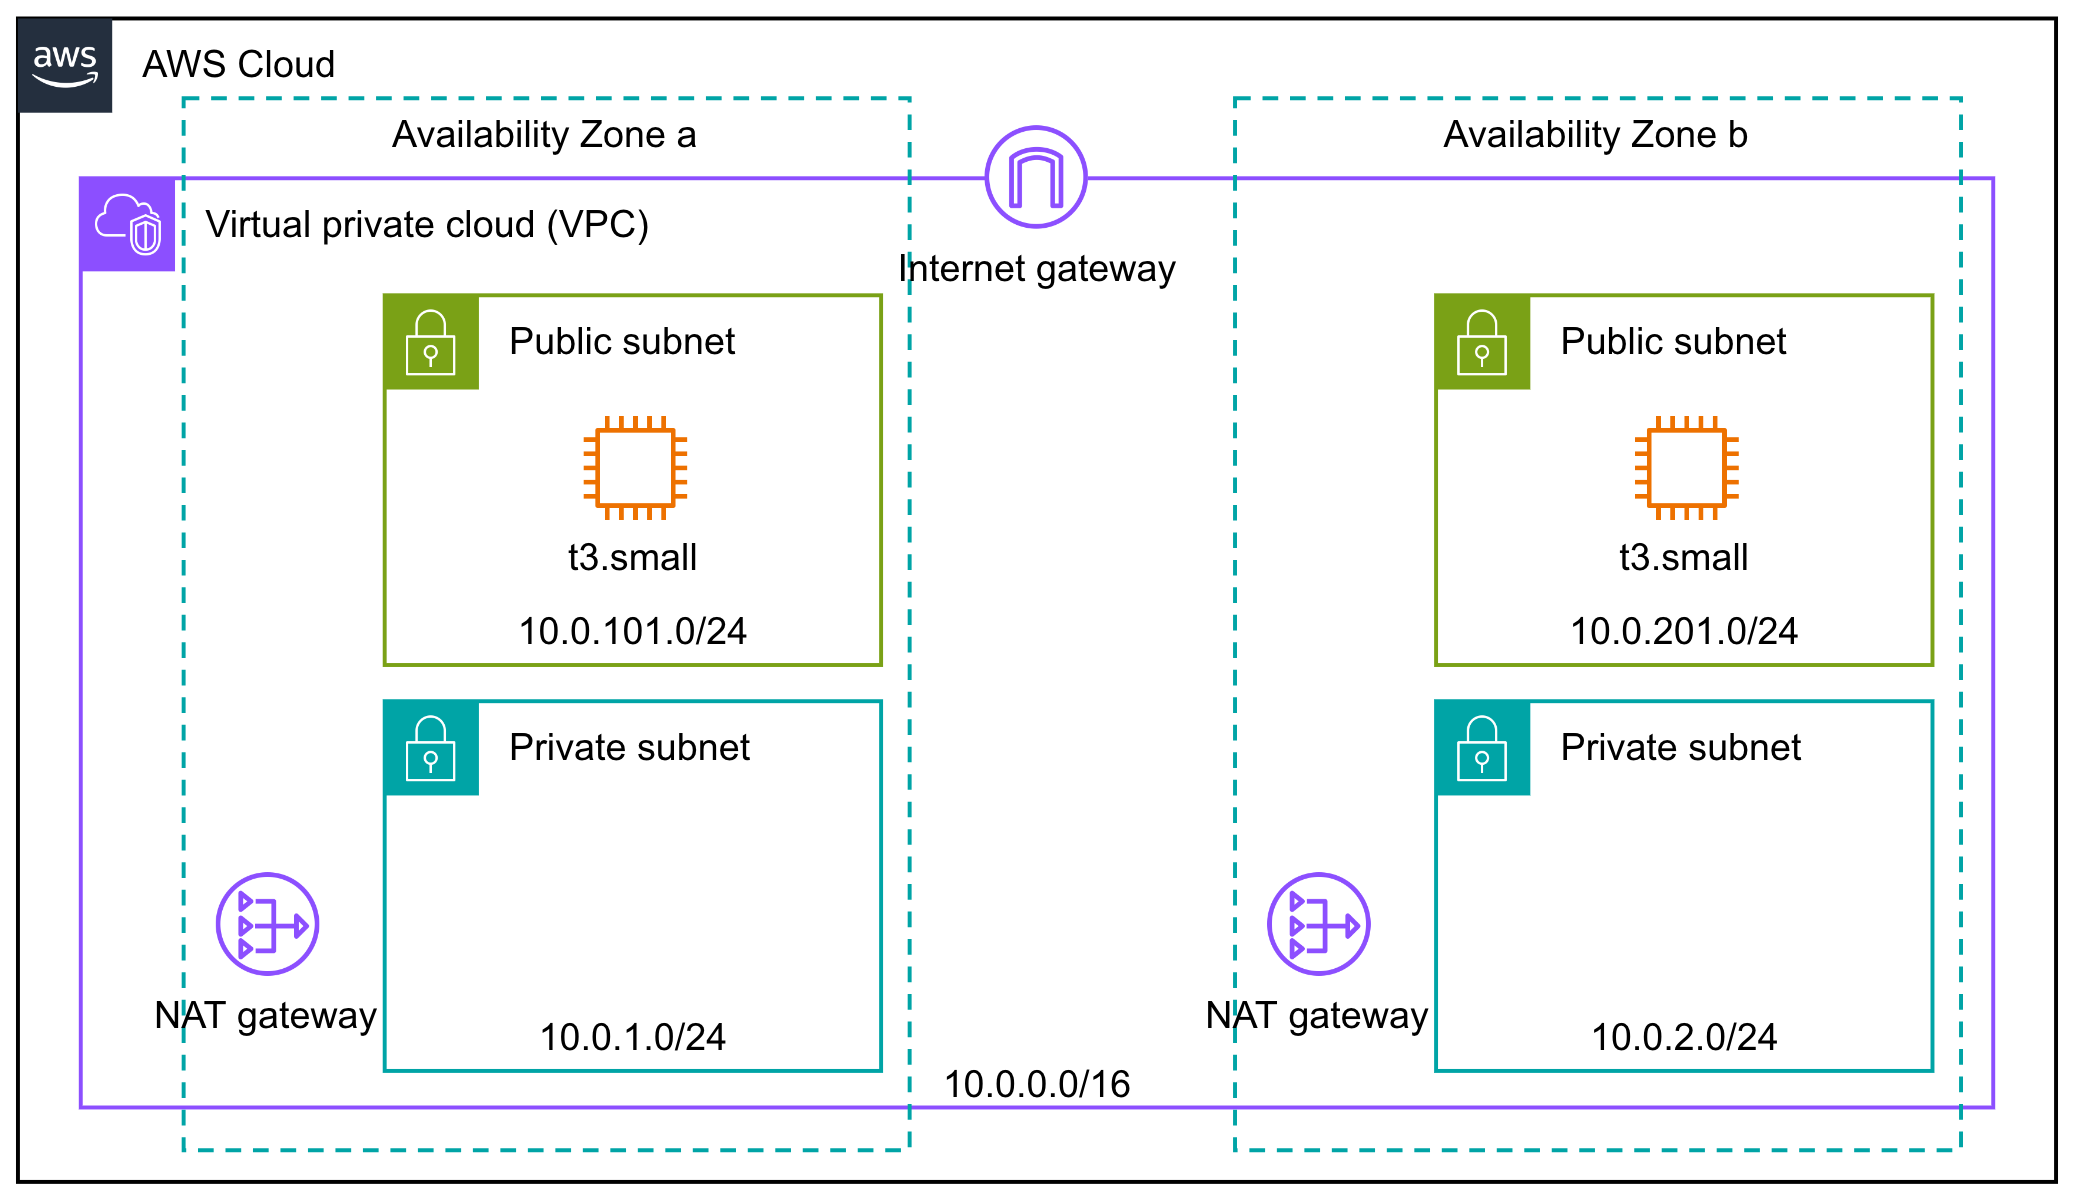 aws
AWS Cloud
Availability Zone a
Availability Zone b
Virtual private cloud (VPC)
Internet gateway
Public subnet
t3.small
10.0.101.0/24
Public subnet
t3.small
10.0.201.0/24
Private subnet
NAT gateway
10.0.1.0/24
Private subnet
NAT gateway
10.0.2.0/24
10.0.0.0/16